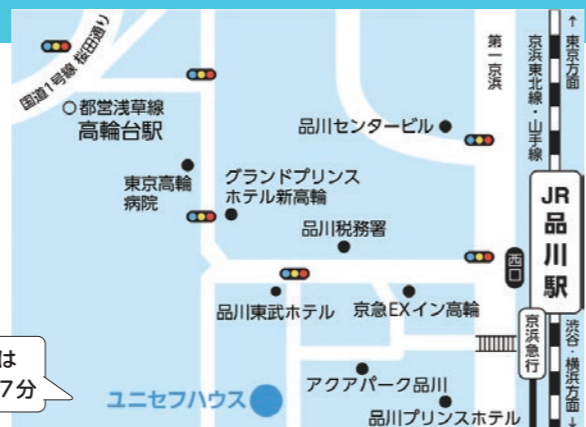 国道1号線 桜田通り
都営浅草線
高輪台駅
東京高輪
病院
グランドプリンス
ホテル新高輪
品川センタービル
品川税務署
品川東武ホテル
京急EXイン高輪
アクアパーク品川
品川プリンスホテル
ユニセフハウス
は
7分
第一京浜
京浜東北線・山手線
↑東京方面
JR品川駅
西口
京浜急行
渋谷・横浜方面↓